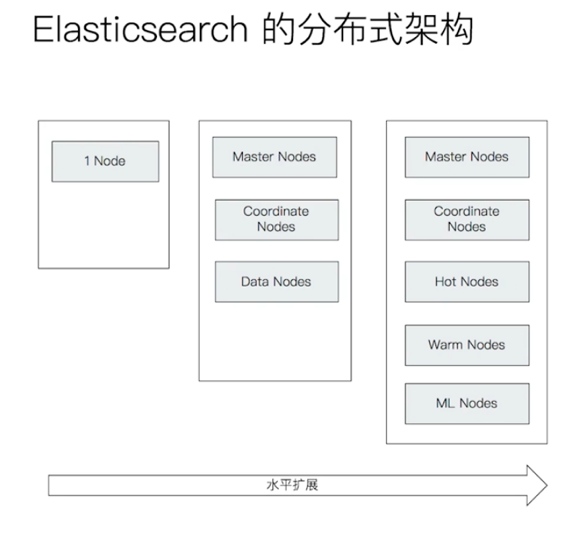 Elasticsearch 的分布式架构
1 Node
Master Nodes
Coordinate
Nodes
Data Nodes
Master Nodes
Coordinate
Nodes
Hot Nodes
Warm Nodes
ML Nodes
水平扩展